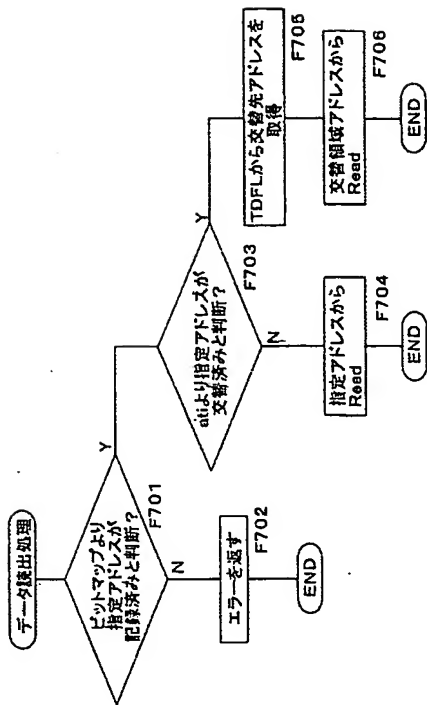 データ読出処理
ビットマップより
指定アドレスが
記録済みと判断?
F701
Y
N
エラーを返す
F702
END
atiより指定アドレスが
交替済みと判断?
F703
Y
N
指定アドレスから
Read
F704
END
TDFLから交替先アドレスを
取得
F705
交替領域アドレスから
Read
F706
END